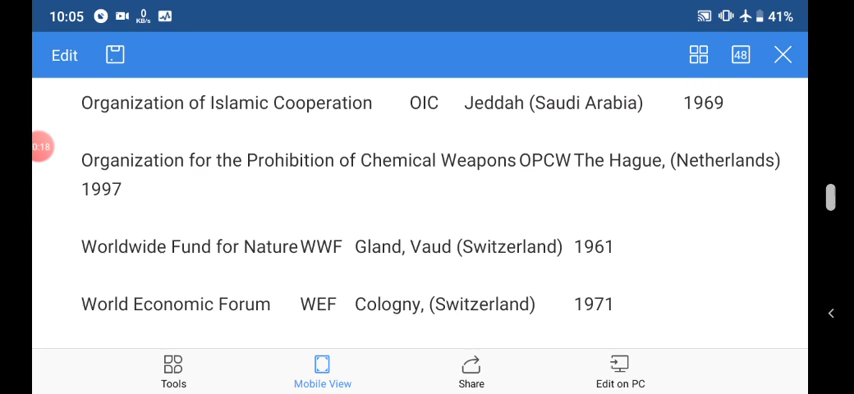 10:05 0 KB/s 41%
Edit 48
Organization of Islamic Cooperation OIC Jeddah (Saudi Arabia) 1969
0:18
Organization for the Prohibition of Chemical Weapons OPCW The Hague, (Netherlands)
1997
Worldwide Fund for Nature WWF Gland, Vaud (Switzerland) 1961
World Economic Forum WEF Cologny, (Switzerland) 1971
Tools Mobile View Share Edit on PC